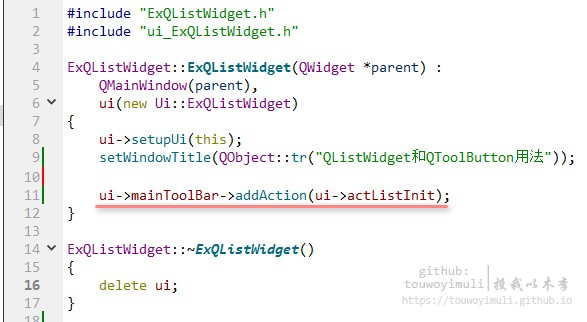 1 #include "ExQListWidget.h"
2 #include "ui_ExQListWidget.h"
3
4 ExQListWidget::ExQListWidget(QWidget *parent) :
5     QMainWindow(parent),
6     ui(new Ui::ExQListWidget)
7 {
8     ui->setupUi(this);
9     setWindowTitle(QObject::tr("QListWidget和QToolButton用法"));
10
11     ui->mainToolBar->addAction(ui->actListInit);
12 }
13
14 ExQListWidget::~ExQListWidget()
15 {
16     delete ui;
17 }
18
github:
touwoyimuli
投我以木李
https://touwoyimuli.github.io